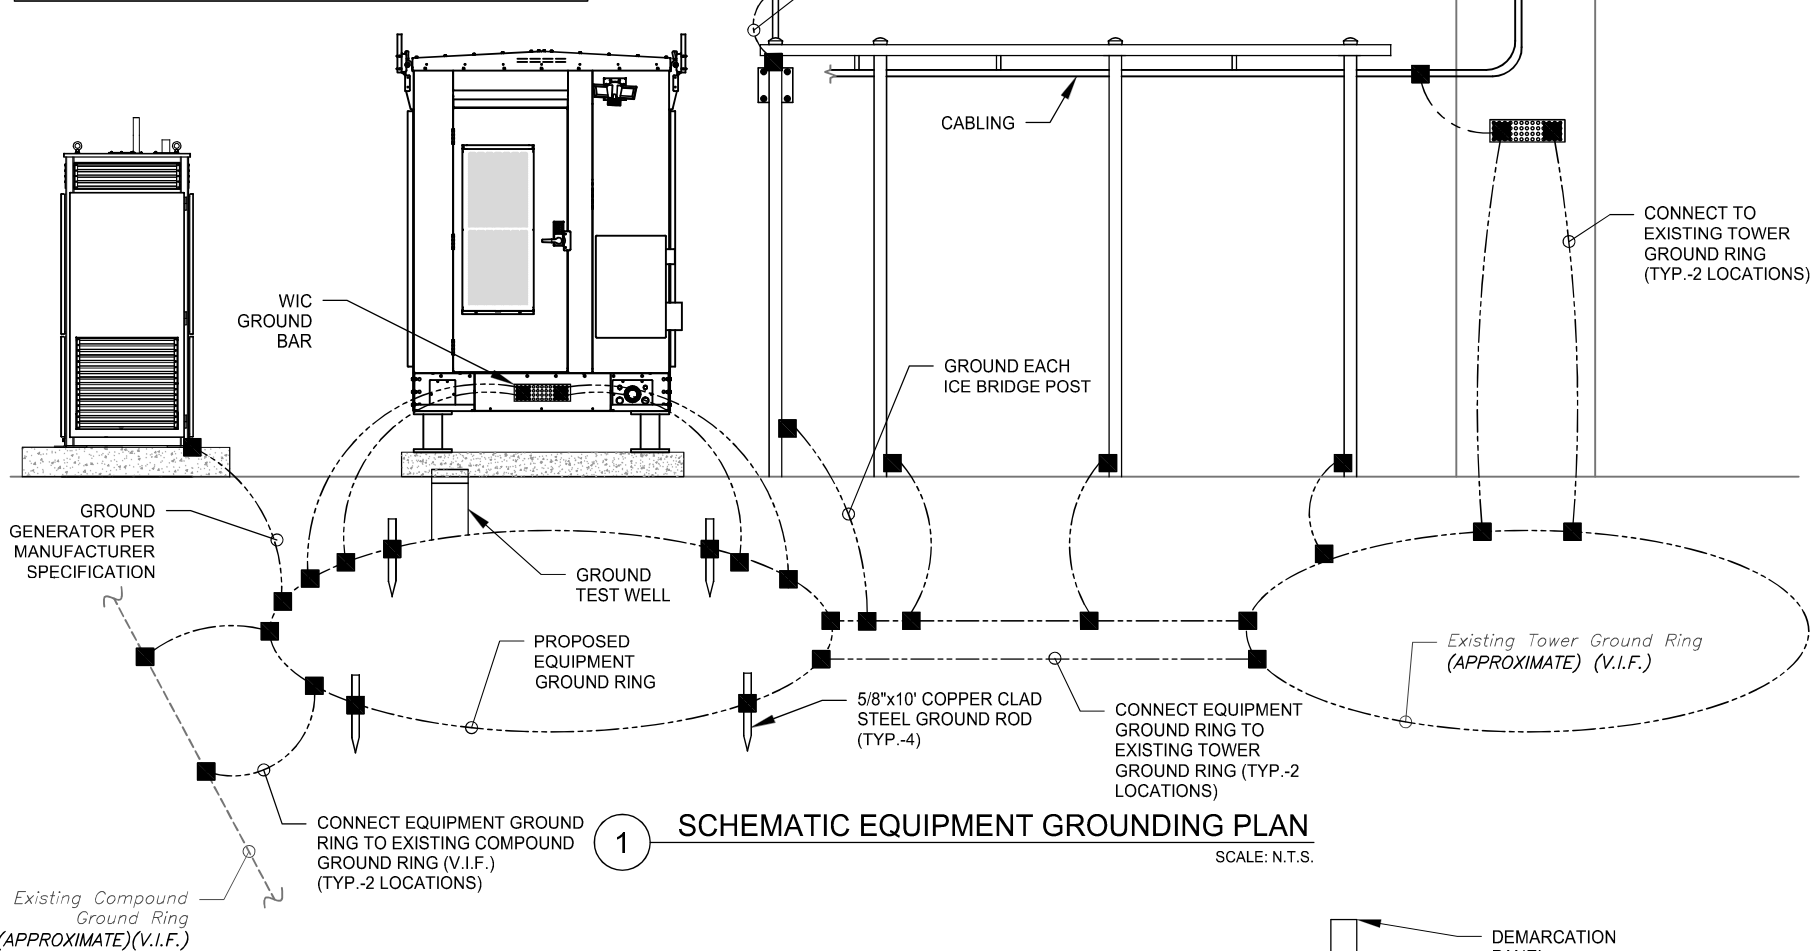 CABLING
CONNECT TO
EXISTING TOWER
GROUND RING
(TYP.-2 LOCATIONS)
WIC
GROUND
BAR
GROUND EACH
ICE BRIDGE POST
GROUND
GENERATOR PER
MANUFACTURER
SPECIFICATION
GROUND
TEST WELL
PROPOSED
EQUIPMENT
GROUND RING
Existing Tower Ground Ring
(APPROXIMATE) (V.I.F.)
5/8"x10' COPPER CLAD
STEEL GROUND ROD
(TYP.-4)
CONNECT EQUIPMENT
GROUND RING TO
EXISTING TOWER
GROUND RING (TYP.-2
LOCATIONS)
CONNECT EQUIPMENT GROUND
RING TO EXISTING COMPOUND
GROUND RING (V.I.F.)
(TYP.-2 LOCATIONS)
1
SCHEMATIC EQUIPMENT GROUNDING PLAN
SCALE: N.T.S.
Existing Compound
Ground Ring
(APPROXIMATE)(V.I.F.)
DEMARCATION